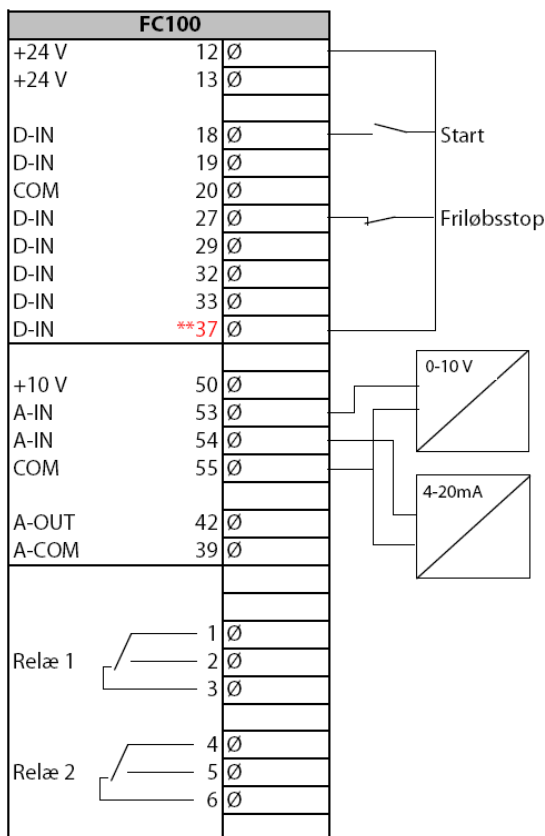 FC100
+24 V 12 Ø
+24 V 13 Ø
D-IN 18 Ø Start
D-IN 19 Ø
COM 20 Ø
D-IN 27 Ø Friløbsstop
D-IN 29 Ø
D-IN 32 Ø
D-IN 33 Ø
D-IN **37 Ø
0-10 V
+10 V 50 Ø
A-IN 53 Ø
A-IN 54 Ø
COM 55 Ø
4-20mA
A-OUT 42 Ø
A-COM 39 Ø
1 Ø
Relæ 1 2 Ø
3 Ø
4 Ø
Relæ 2 5 Ø
6 Ø